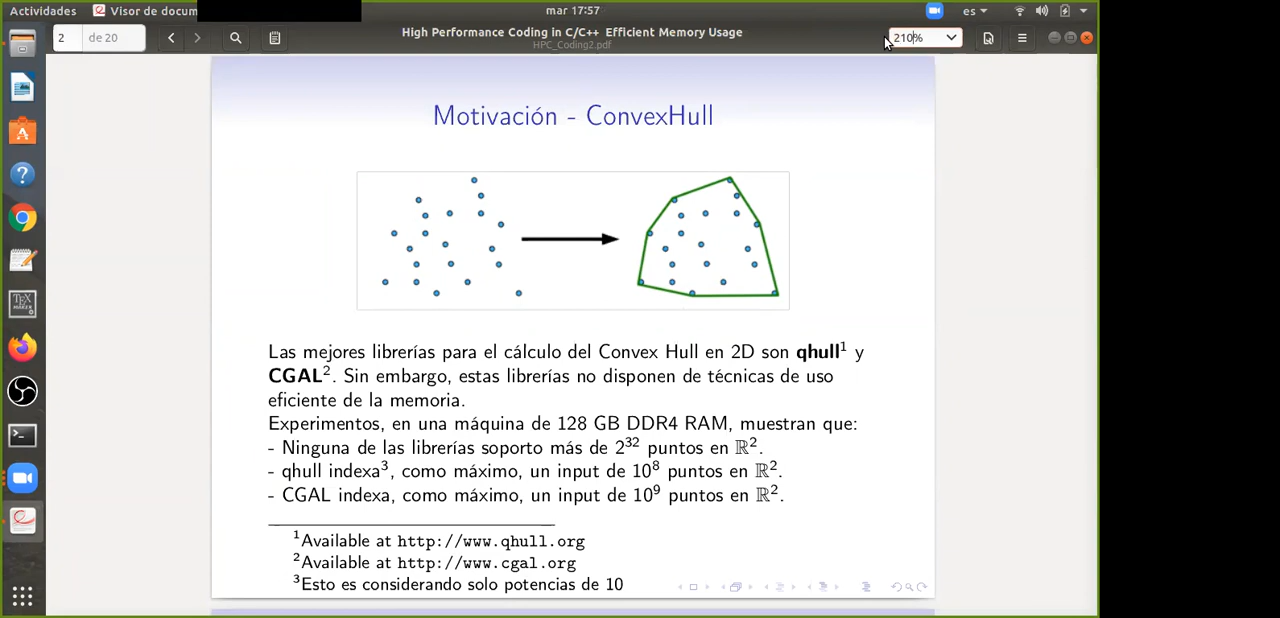 Actividades Visor de docum mar 17:57 es
2 de 20 High Performance Coding in C/C++ Efficient Memory Usage 210%
HPC_Coding2.pdf
Motivación - ConvexHull
Las mejores librerías para el cálculo del Convex Hull en 2D son qhull¹ y
CGAL². Sin embargo, estas librerías no disponen de técnicas de uso
eficiente de la memoria.
Experimentos, en una máquina de 128 GB DDR4 RAM, muestran que:
- Ninguna de las librerías soporto más de 2³² puntos en ℝ².
- qhull indexa³, como máximo, un input de 10⁸ puntos en ℝ².
- CGAL indexa, como máximo, un input de 10⁹ puntos en ℝ².
¹Available at http://www.qhull.org
²Available at http://www.cgal.org
³Esto es considerando solo potencias de 10